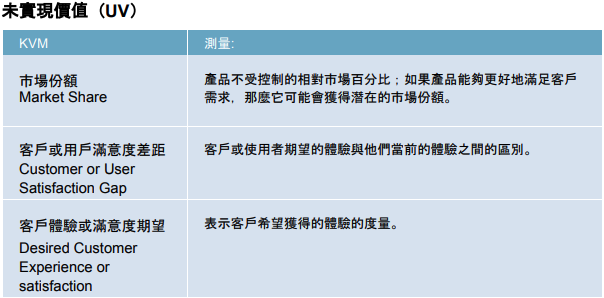 未實現價值（UV）
KVM
測量:
市場份額
Market Share
產品不受控制的相對市場百分比；如果產品能夠更好地滿足客戶
需求，那麼它可能會獲得潛在的市場份額。
客戶或用戶滿意度差距
Customer or User
Satisfaction Gap
客戶或使用者期望的體驗與他們當前的體驗之間的區別。
客戶體驗或滿意度期望
Desired Customer
Experience or
satisfaction
表示客戶希望獲得的體驗的度量。